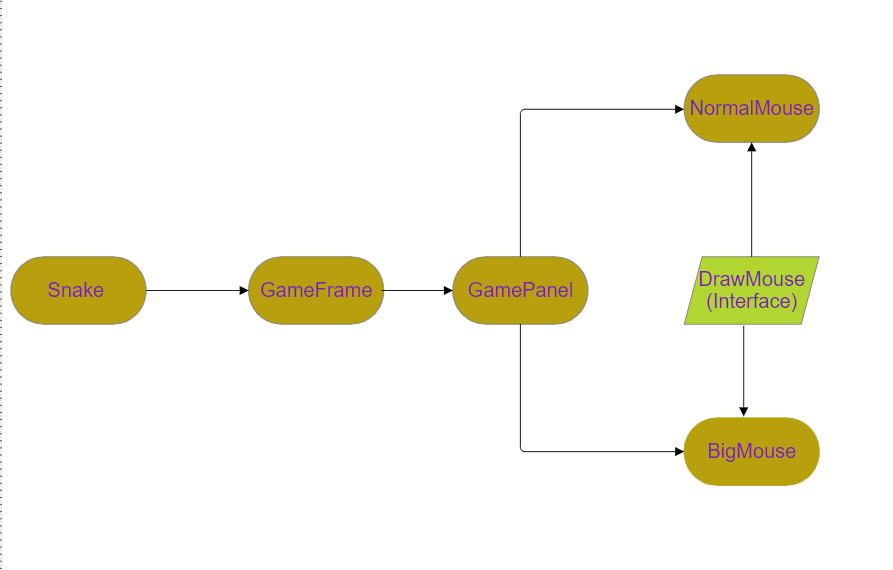 NormalMouse
Snake
GameFrame
GamePanel
DrawMouse
(Interface)
BigMouse